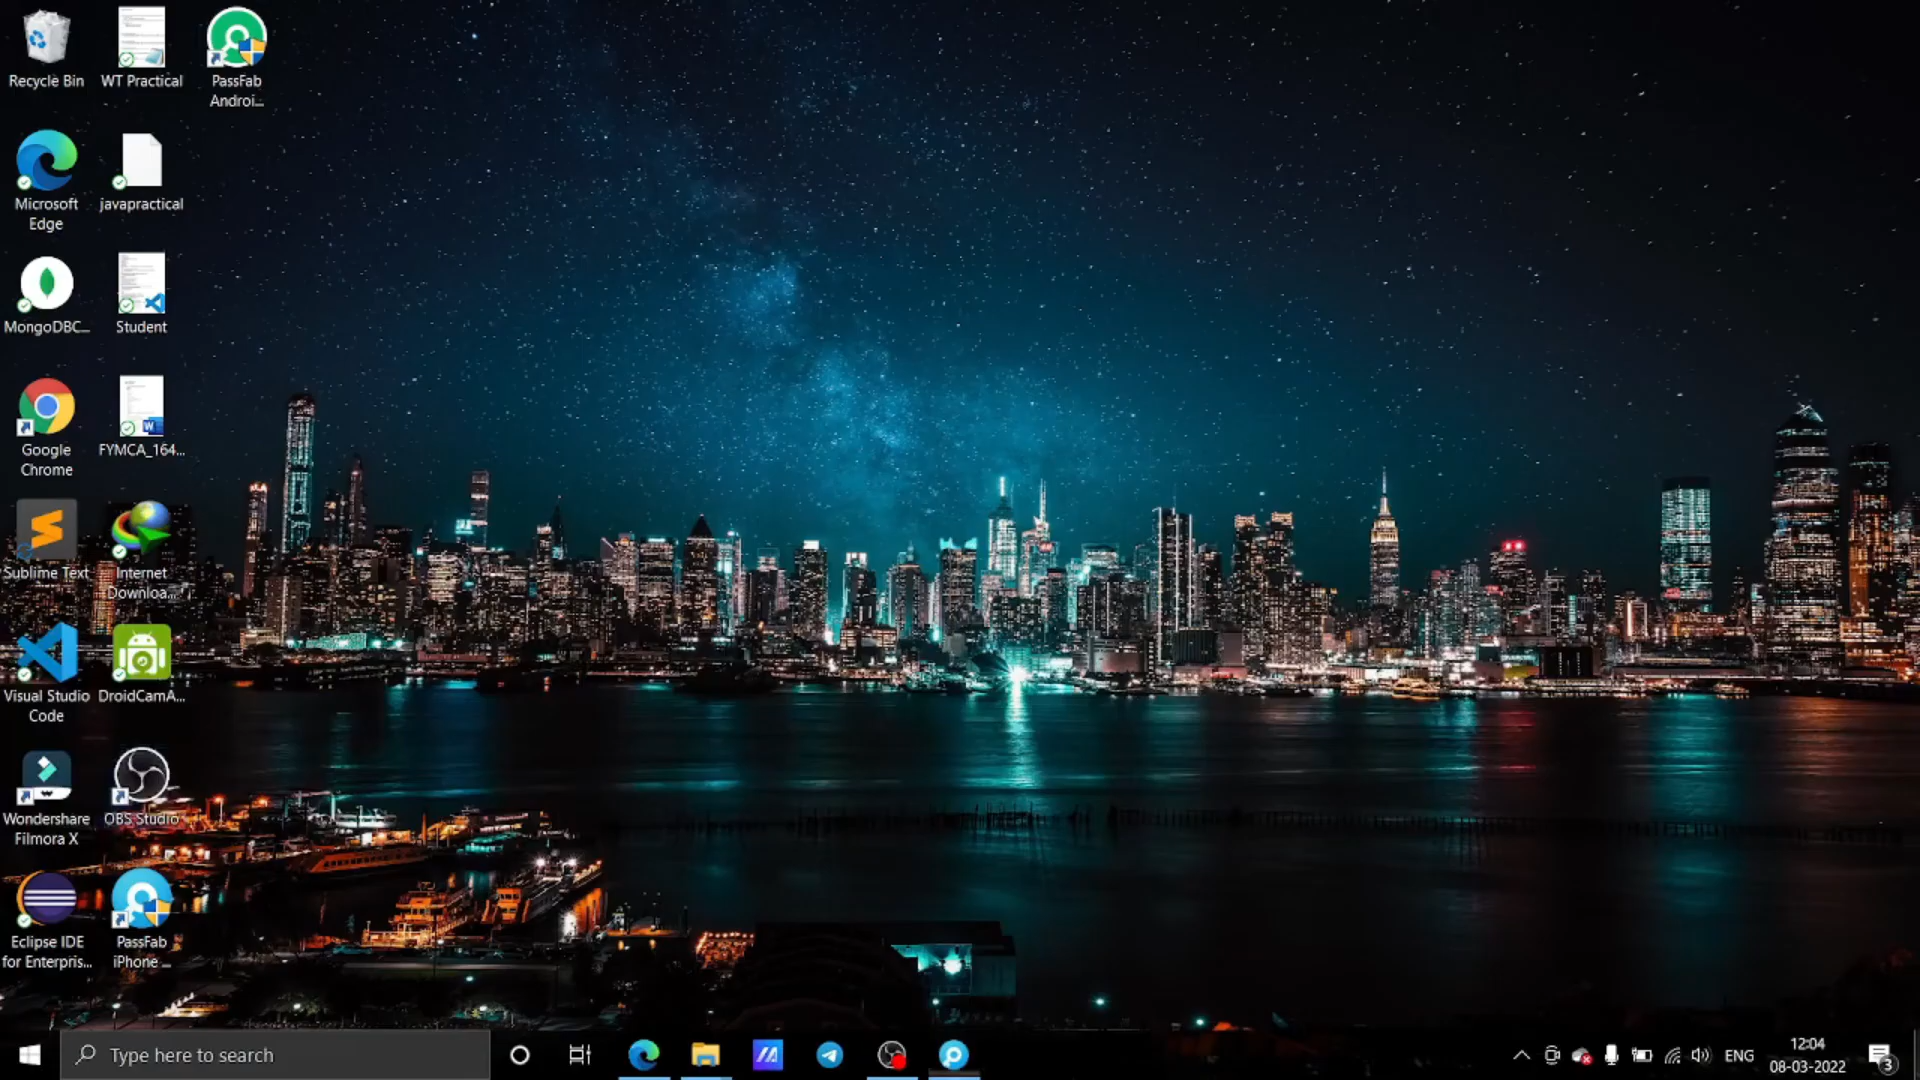 Recycle Bin
WT Practical
PassFab
Androi...
Microsoft
Edge
javapractical
MongoDBC...
Student
Google
Chrome
FYMCA_164...
Sublime Text
Internet
Downloa...
Visual Studio
Code
DroidCamA...
Wondershare
Filmora X
OBS Studio
Eclipse IDE
for Enterpris...
PassFab
iPhone ...
Type here to search
ENG
12:04
08-03-2022
3